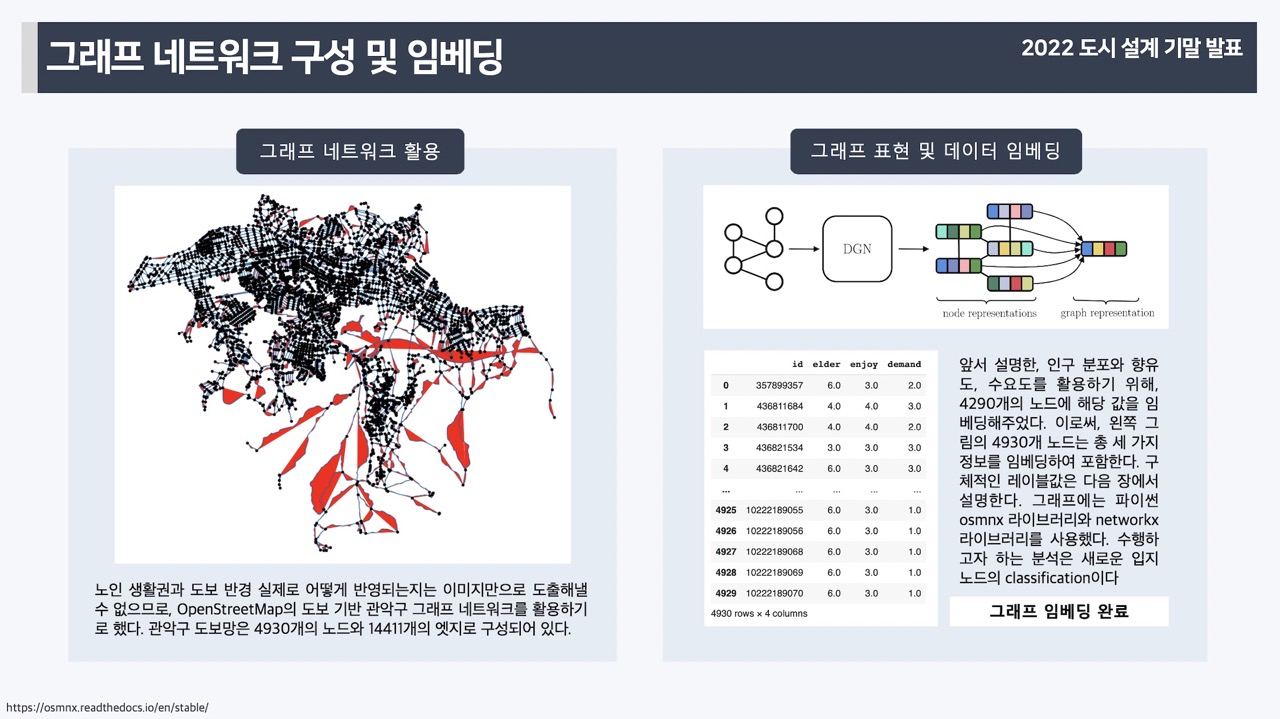 그래프 네트워크 구성 및 임베딩
2022 도시 설계 기말 발표
그래프 네트워크 활용
노인 생활권과 도보 반경 실제로 어떻게 반영되는지는 이미지만으로 도출해낼
수 없으므로, OpenStreetMap의 도보 기반 관악구 그래프 네트워크를 활용하기
로 했다. 관악구 도보망은 4930개의 노드와 14411개의 엣지로 구성되어 있다.
그래프 표현 및 데이터 임베딩
DGN
node representations
graph representation
id elder enjoy demand
0 357899357 6.0 3.0 2.0
1 436811684 4.0 4.0 3.0
2 436811700 4.0 4.0 2.0
3 436821534 3.0 3.0 3.0
4 436821642 6.0 3.0 3.0
... ... ... ... ...
4925 10222189055 6.0 3.0 1.0
4926 10222189056 6.0 3.0 1.0
4927 10222189068 6.0 3.0 1.0
4928 10222189069 6.0 3.0 1.0
4929 10222189070 6.0 3.0 1.0
4930 rows × 4 columns
앞서 설명한, 인구 분포와 향유
도, 수요도를 활용하기 위해,
4290개의 노드에 해당 값을 임
베딩해주었다. 이로써, 왼쪽 그
림의 4930개 노드는 총 세 가지
정보를 임베딩하여 포함한다. 구
체적인 레이블값은 다음 장에서
설명한다. 그래프에는 파이썬
osmnx 라이브러리와 networkx
라이브러리를 사용했다. 수행하
고자 하는 분석은 새로운 입지
노드의 classification이다
그래프 임베딩 완료
https://osmnx.readthedocs.io/en/stable/